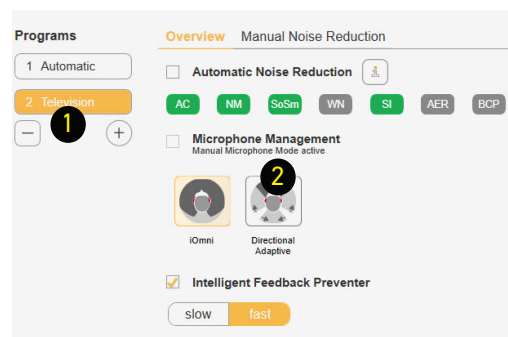 Programs
Overview Manual Noise Reduction
1 Automatic
Automatic Noise Reduction i
2 Television
AC NM SoSm WN SI AER BCP
1
− +
Microphone Management
Manual Microphone Mode active
2
iOmni Directional
Adaptive
Intelligent Feedback Preventer
slow fast